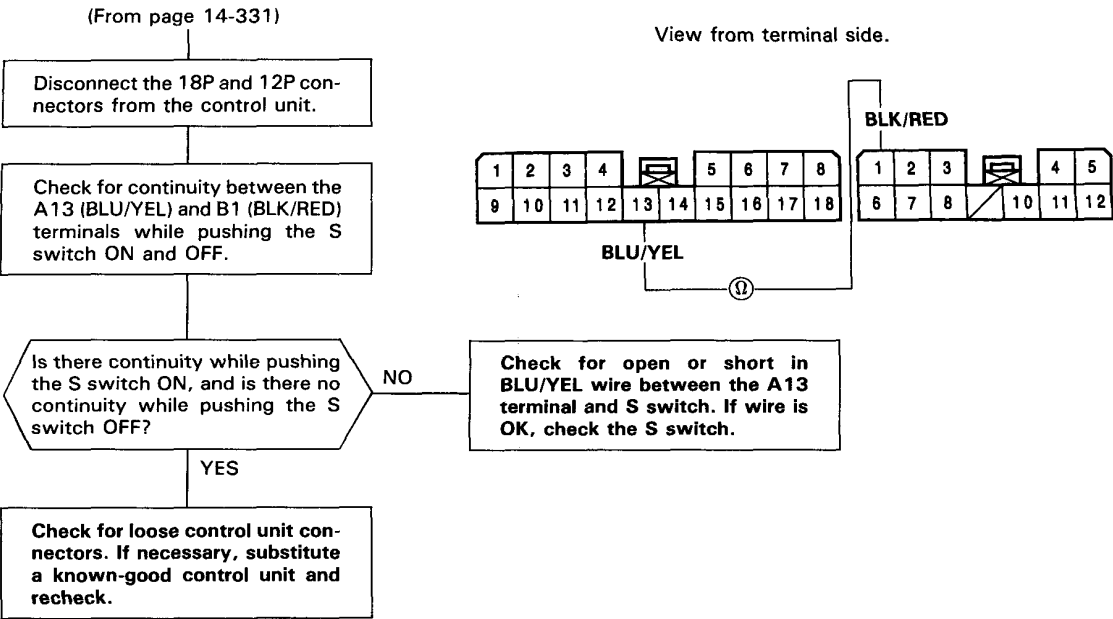 (From page 14-331)
Disconnect the 18P and 12P con-
nectors from the control unit.
Check for continuity between the
A13 (BLU/YEL) and B1 (BLK/RED)
terminals while pushing the S
switch ON and OFF.
Is there continuity while pushing
the S switch ON, and is there no
continuity while pushing the S
switch OFF?
NO
Check for open or short in
BLU/YEL wire between the A13
terminal and S switch. If wire is
OK, check the S switch.
YES
Check for loose control unit con-
nectors. If necessary, substitute
a known-good control unit and
recheck.
View from terminal side.
BLK/RED
1 2 3 4 5 6 7 8
9 10 11 12 13 14 15 16 17 18
1 2 3 4 5
6 7 8 10 11 12
BLU/YEL
Ω